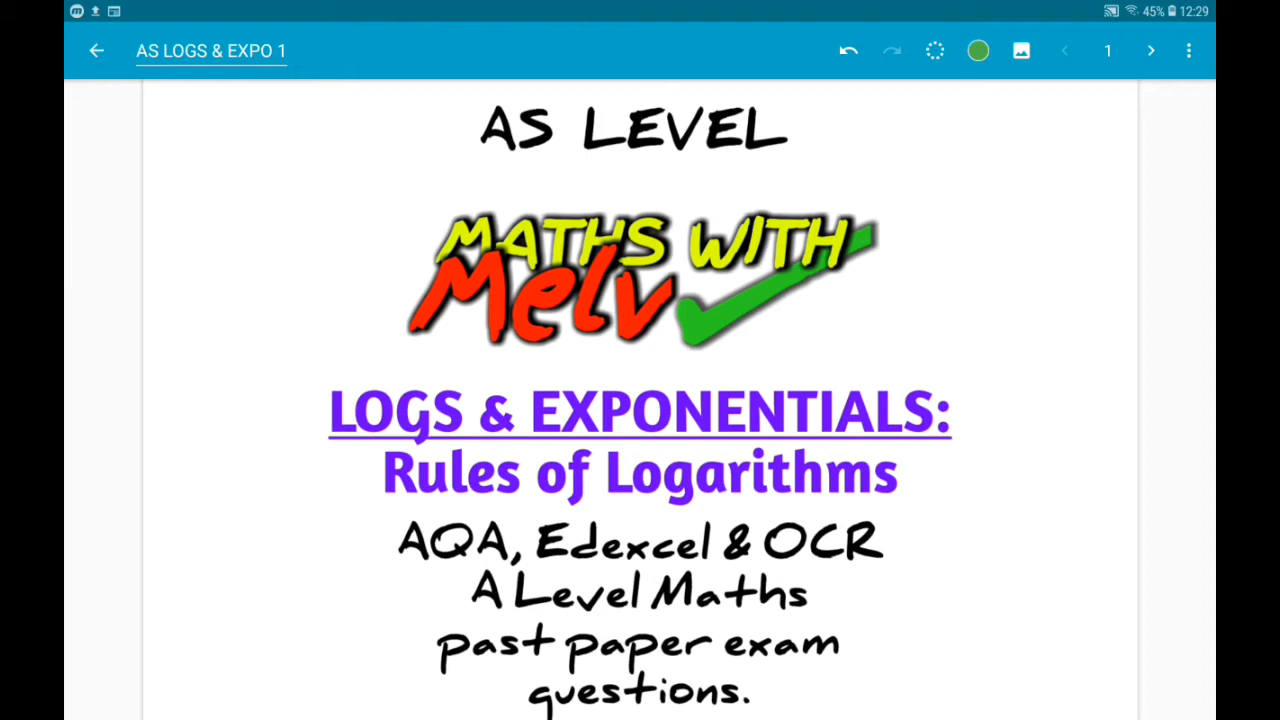 45% 12:29
AS LOGS & EXPO 1
1
AS LEVEL
MATHS WITH
Melv
LOGS & EXPONENTIALS:
Rules of Logarithms
AQA, Edexcel & OCR
A Level Maths
past paper exam
questions.